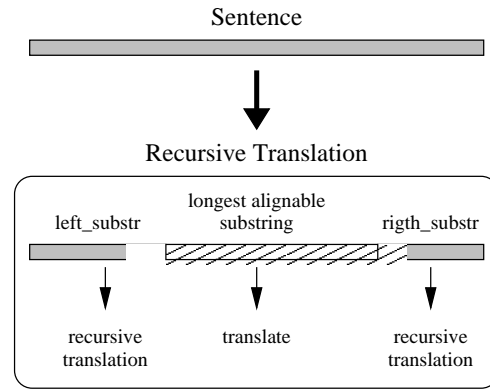 Sentence
Recursive Translation
longest alignable
left_substr substring rigth_substr
recursive translate recursive
translation translation